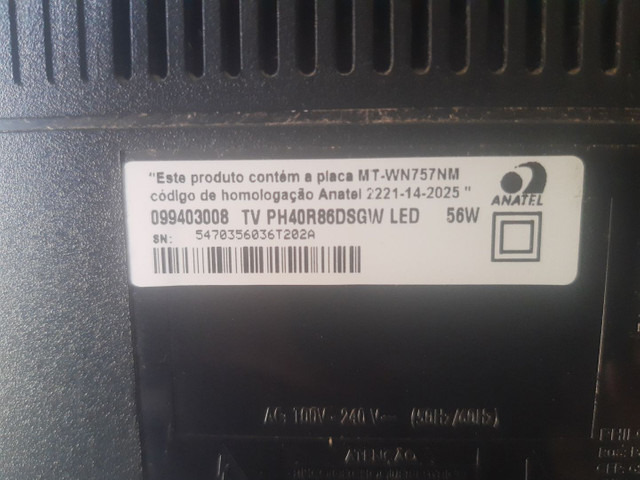 "Este produto contém a placa MT-WN757NM
código de homologação Anatel 2221-14-2025 "
ANATEL
099403008 TV PH40R86DSGW LED 56W
SN: 5470356036T202A
AC 100V - 240 V~ (50Hz/60Hz)
ATENÇÃO